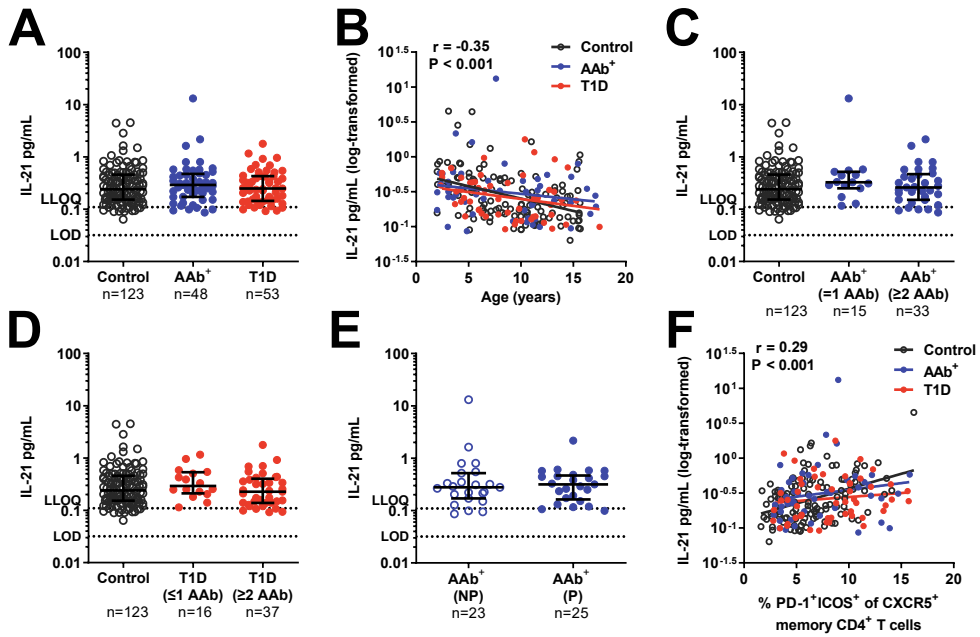 A
IL-21 pg/mL
100
10
1
LLOQ
0.1
LOD
0.01
Control
n=123
AAb⁺
n=48
T1D
n=53
B
IL-21 pg/mL (log-transformed)
r = -0.35
P < 0.001
Control
AAb⁺
T1D
10^1.5
10^1
10^0.5
10^0
10^-0.5
10^-1
10^-1.5
0
5
10
15
20
Age (years)
C
IL-21 pg/mL
100
10
1
LLOQ
0.1
LOD
0.01
Control
n=123
AAb⁺
(=1 AAb)
n=15
AAb⁺
(≥2 AAb)
n=33
D
IL-21 pg/mL
100
10
1
LLOQ
0.1
LOD
0.01
Control
n=123
T1D
(≤1 AAb)
n=16
T1D
(≥2 AAb)
n=37
E
IL-21 pg/mL
100
10
1
LLOQ
0.1
LOD
0.01
AAb⁺
(NP)
n=23
AAb⁺
(P)
n=25
F
IL-21 pg/mL (log-transformed)
r = 0.29
P < 0.001
Control
AAb⁺
T1D
10^1.5
10^1
10^0.5
10^0
10^-0.5
10^-1
10^-1.5
0
5
10
15
20
% PD-1⁺ICOS⁺ of CXCR5⁺
memory CD4⁺ T cells